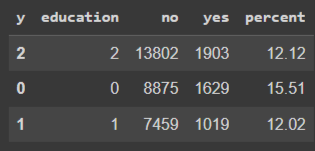 y education no yes percent
2 2 13802 1903 12.12
0 0 8875 1629 15.51
1 1 7459 1019 12.02